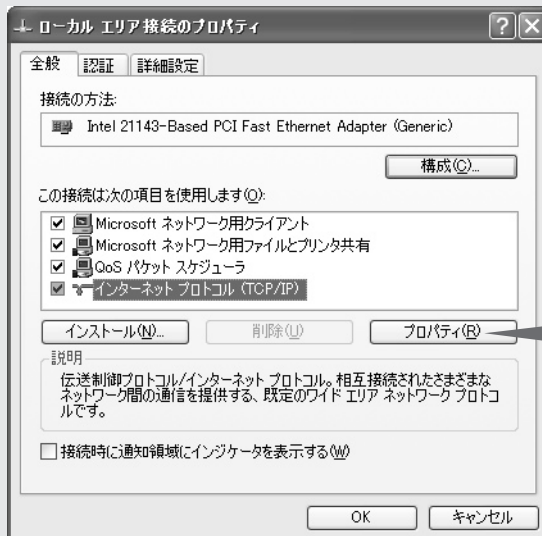 ローカル エリア接続のプロパティ
全般 認証 詳細設定
接続の方法:
Intel 21143-Based PCI Fast Ethernet Adapter (Generic)
構成(C)...
この接続は次の項目を使用します(O):
Microsoft ネットワーク用クライアント
Microsoft ネットワーク用ファイルとプリンタ共有
QoS パケット スケジューラ
インターネット プロトコル (TCP/IP)
インストール(N)... 削除(U) プロパティ(R)
説明
伝送制御プロトコル/インターネット プロトコル。相互接続されたさまざまな
ネットワーク間の通信を提供する、既定のワイド エリア ネットワーク プロトコ
ルです。
接続時に通知領域にインジケータを表示する(W)
OK キャンセル